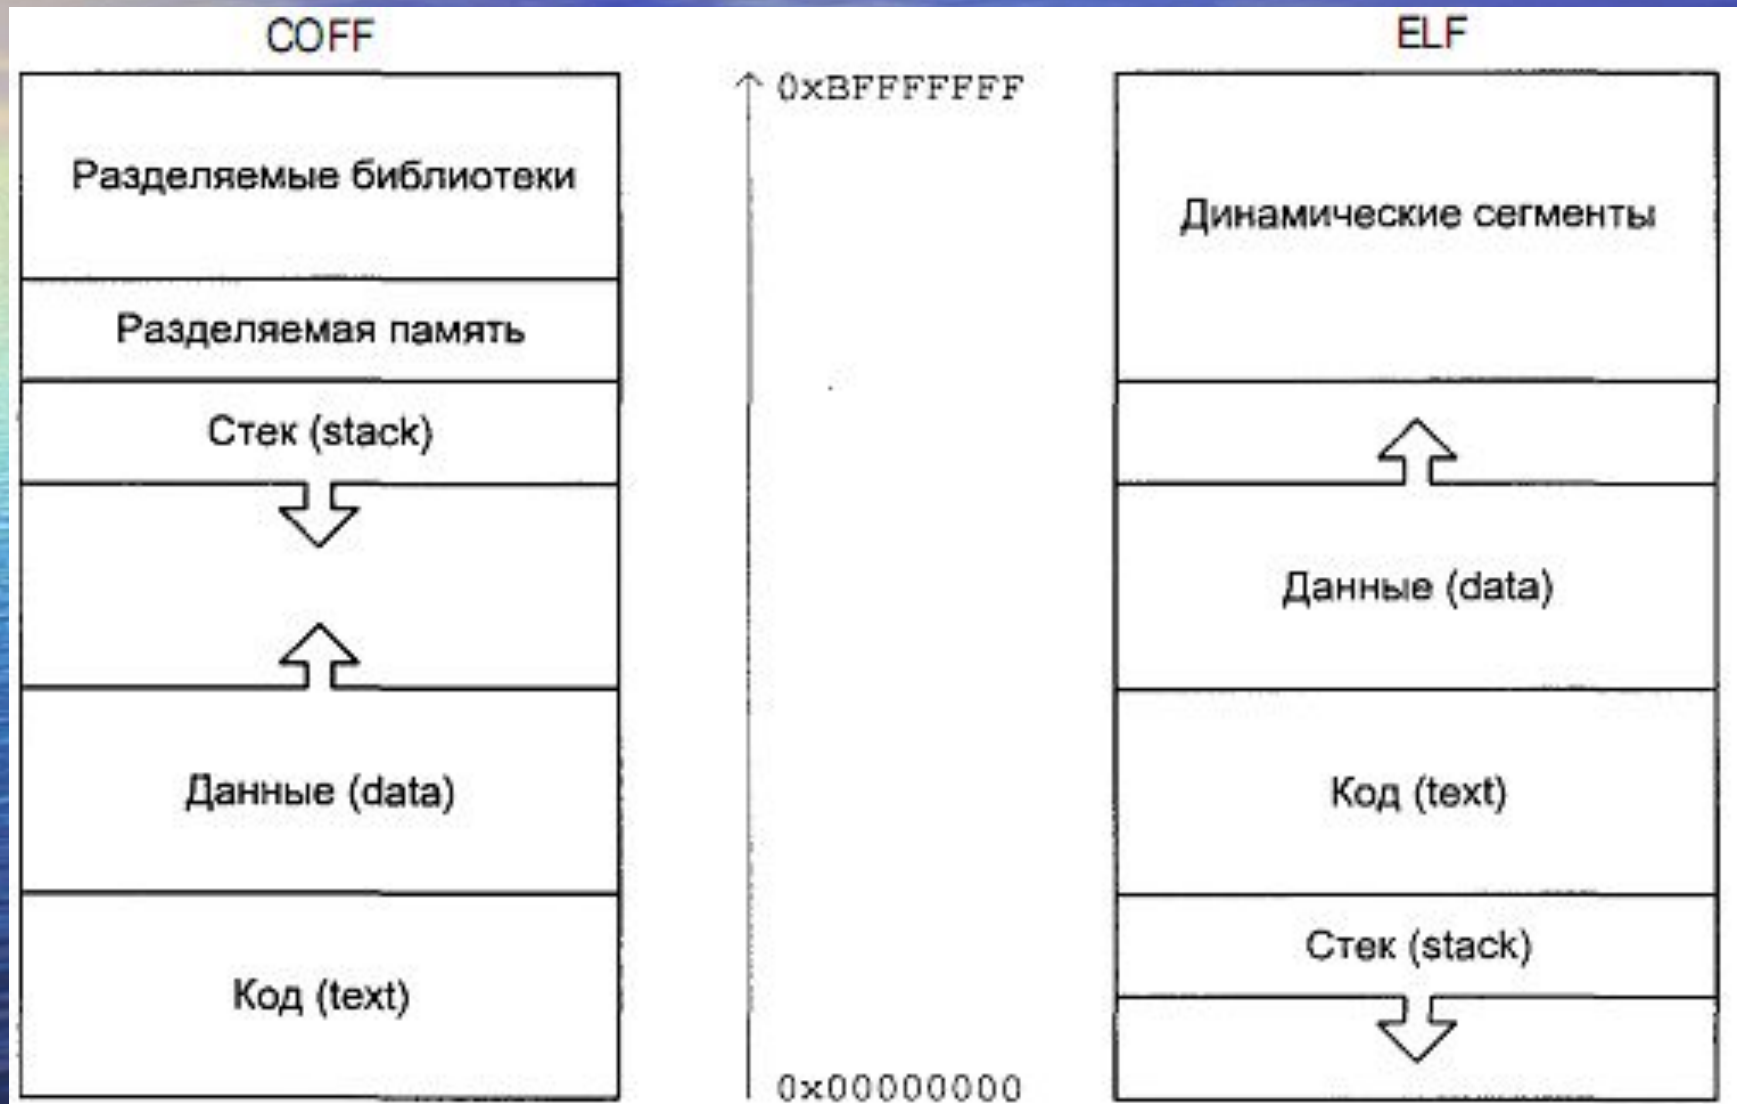 COFF
Разделяемые библиотеки
Разделяемая память
Стек (stack)
Данные (data)
Код (text)
0xBFFFFFFF
0x00000000
ELF
Динамические сегменты
Данные (data)
Код (text)
Стек (stack)